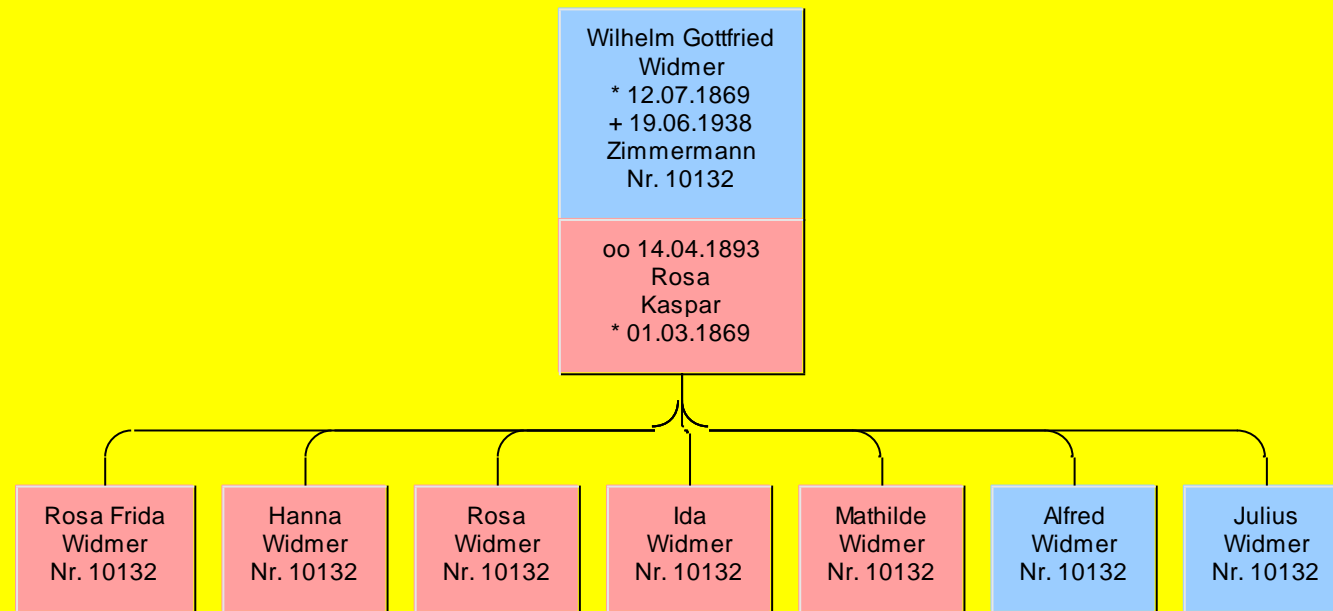 Wilhelm Gottfried
Widmer
* 12.07.1869
+ 19.06.1938
Zimmermann
Nr. 10132
oo 14.04.1893
Rosa
Kaspar
* 01.03.1869
Rosa Frida
Widmer
Nr. 10132
Hanna
Widmer
Nr. 10132
Rosa
Widmer
Nr. 10132
Ida
Widmer
Nr. 10132
Mathilde
Widmer
Nr. 10132
Alfred
Widmer
Nr. 10132
Julius
Widmer
Nr. 10132